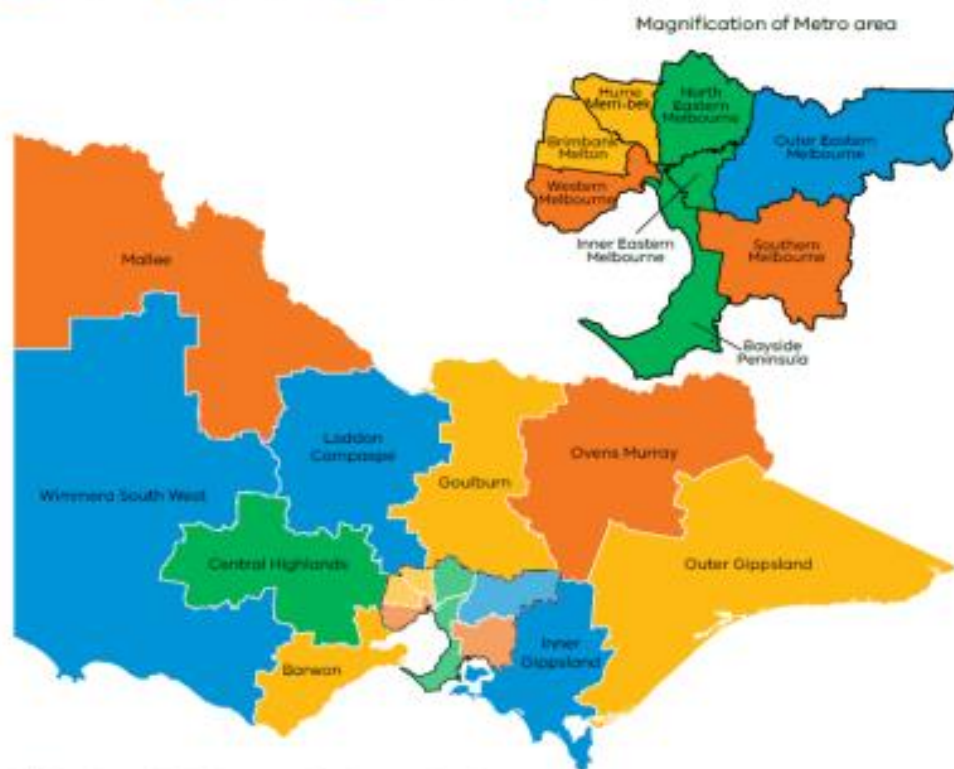 Magnification of Metro area
Hume
Merri-bek
North
Eastern
Melbourne
Brimbank
Melton
Outer Eastern
Melbourne
Western
Melbourne
Inner Eastern
Melbourne
Southern
Melbourne
Bayside
Peninsula
Mallee
Loddon
Campaspe
Goulburn
Ovens Murray
Wimmera South West
Central Highlands
Outer Gippsland
Inner
Gippsland
Barwon